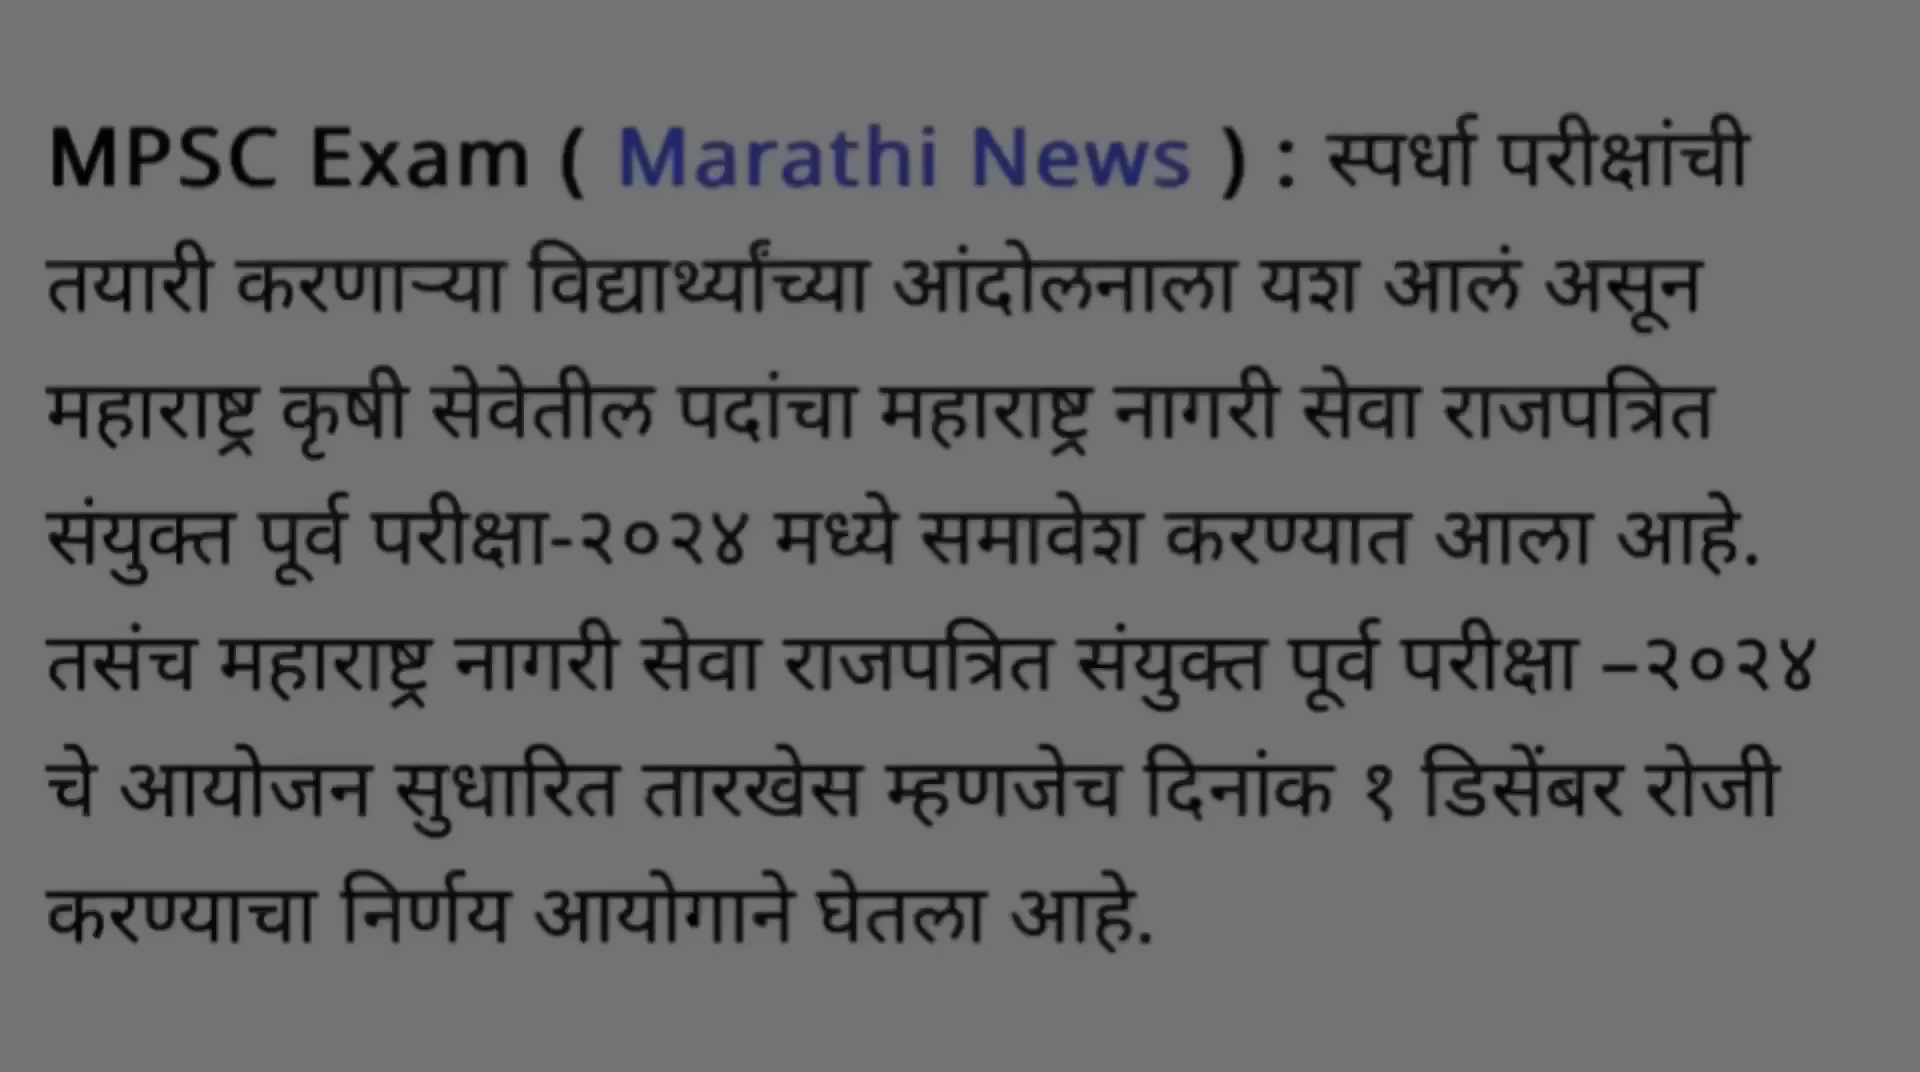 MPSC Exam ( Marathi News ) : स्पर्धा परीक्षांची
तयारी करणाऱ्या विद्यार्थ्यांच्या आंदोलनाला यश आलं असून
महाराष्ट्र कृषी सेवेतील पदांचा महाराष्ट्र नागरी सेवा राजपत्रित
संयुक्त पूर्व परीक्षा-२०२४ मध्ये समावेश करण्यात आला आहे.
तसंच महाराष्ट्र नागरी सेवा राजपत्रित संयुक्त पूर्व परीक्षा –२०२४
चे आयोजन सुधारित तारखेस म्हणजेच दिनांक १ डिसेंबर रोजी
करण्याचा निर्णय आयोगाने घेतला आहे.